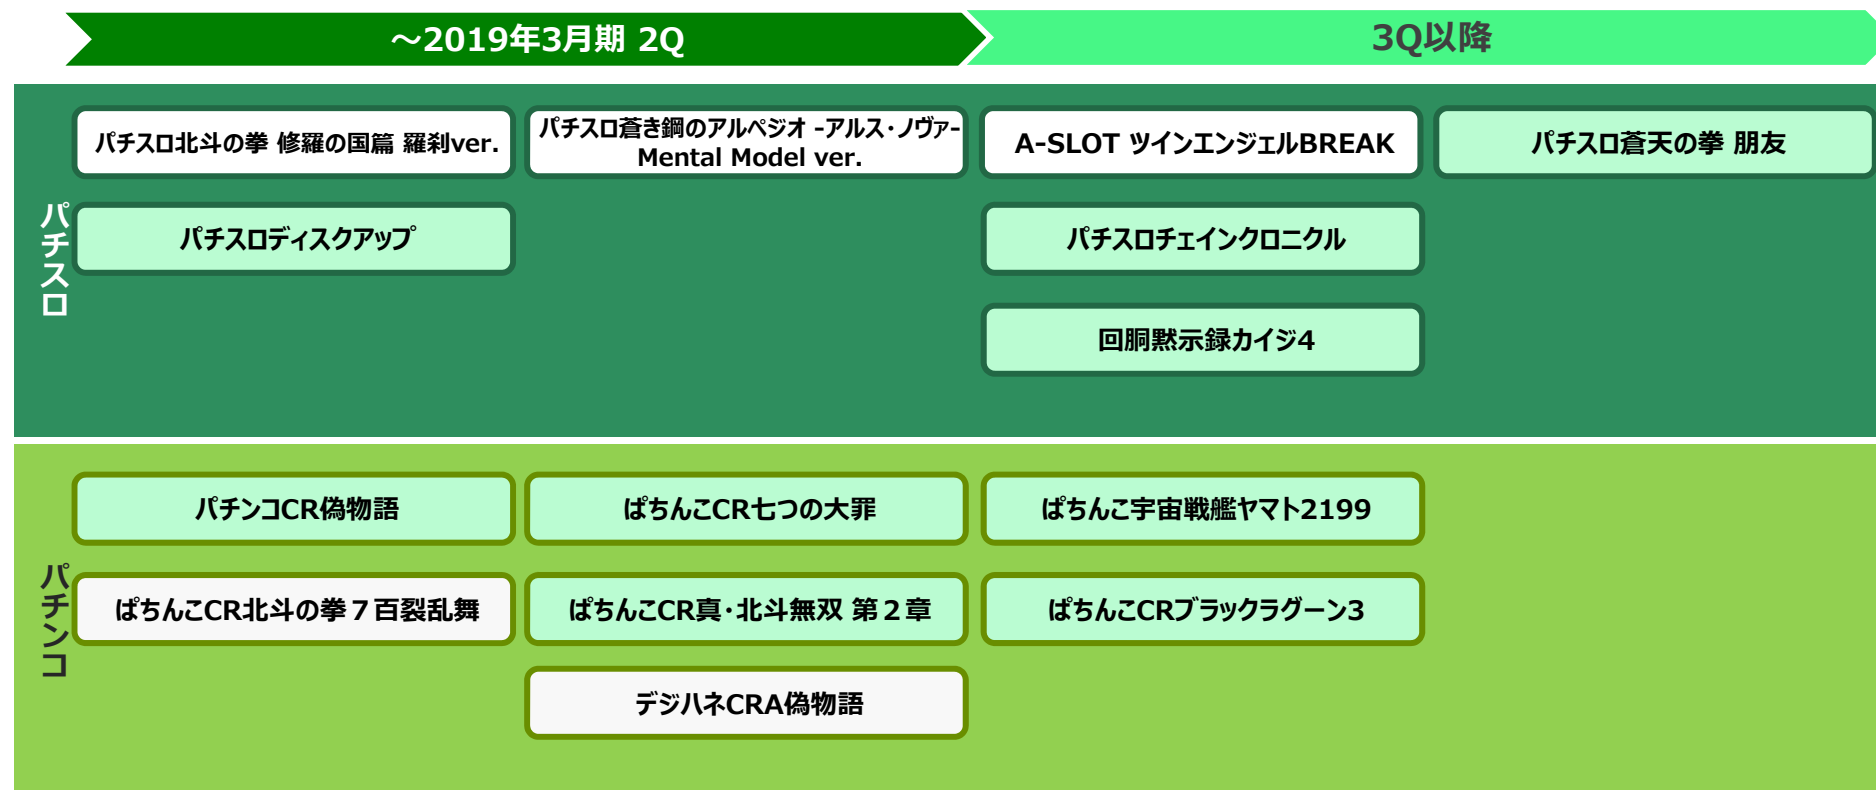 ～2019年3月期 2Q
3Q以降
パチスロ
パチスロ北斗の拳 修羅の国篇 羅刹ver.
パチスロ蒼き鋼のアルペジオ -アルス・ノヴァ-
Mental Model ver.
A-SLOT ツインエンジェルBREAK
パチスロ蒼天の拳 朋友
パチスロディスクアップ
パチスロチェインクロニクル
回胴黙示録カイジ4
パチンコ
パチンコCR偽物語
ぱちんこCR七つの大罪
ぱちんこ宇宙戦艦ヤマト2199
ぱちんこCR北斗の拳７百裂乱舞
ぱちんこCR真・北斗無双 第２章
ぱちんこCRブラックラグーン3
デジハネCRA偽物語